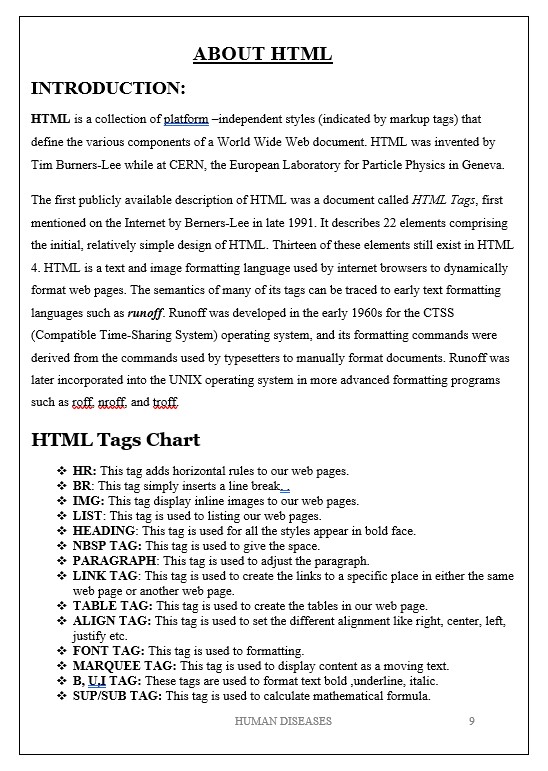 ABOUT HTML
INTRODUCTION:
HTML is a collection of platform –independent styles (indicated by markup tags) that
define the various components of a World Wide Web document. HTML was invented by
Tim Burners-Lee while at CERN, the European Laboratory for Particle Physics in Geneva.
The first publicly available description of HTML was a document called HTML Tags, first
mentioned on the Internet by Berners-Lee in late 1991. It describes 22 elements comprising
the initial, relatively simple design of HTML. Thirteen of these elements still exist in HTML
4. HTML is a text and image formatting language used by internet browsers to dynamically
format web pages. The semantics of many of its tags can be traced to early text formatting
languages such as runoff. Runoff was developed in the early 1960s for the CTSS
(Compatible Time-Sharing System) operating system, and its formatting commands were
derived from the commands used by typesetters to manually format documents. Runoff was
later incorporated into the UNIX operating system in more advanced formatting programs
such as roff, nroff, and troff.
HTML Tags Chart
❖ HR: This tag adds horizontal rules to our web pages.
❖ BR: This tag simply inserts a line break. .
❖ IMG: This tag display inline images to our web pages.
❖ LIST: This tag is used to listing our web pages.
❖ HEADING: This tag is used for all the styles appear in bold face.
❖ NBSP TAG: This tag is used to give the space.
❖ PARAGRAPH: This tag is used to adjust the paragraph.
❖ LINK TAG: This tag is used to create the links to a specific place in either the same
web page or another web page.
❖ TABLE TAG: This tag is used to create the tables in our web page.
❖ ALIGN TAG: This tag is used to set the different alignment like right, center, left,
justify etc.
❖ FONT TAG: This tag is used to formatting.
❖ MARQUEE TAG: This tag is used to display content as a moving text.
❖ B, U,I TAG: These tags are used to format text bold ,underline, italic.
❖ SUP/SUB TAG: This tag is used to calculate mathematical formula.
HUMAN DISEASES 9